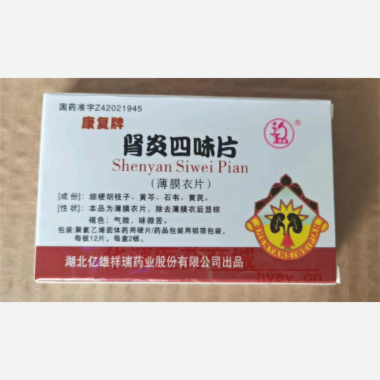 国药准字Z42021945
康复牌
肾炎四味片
Shenyan Siwei Pian
(薄膜衣片)
[成份]: 细梗胡枝子、黄芩、石韦、黄芪。
[性状]: 本品为薄膜衣片，除去薄膜衣后显棕
褐色；气微，味微苦。
包装:聚氯乙烯固体药用硬片/药品包装用铝箔包装，
每板12片，每盒2板。
SHENYANSIWEIPIAN
湖北亿雄祥瑞药业股份有限公司出品